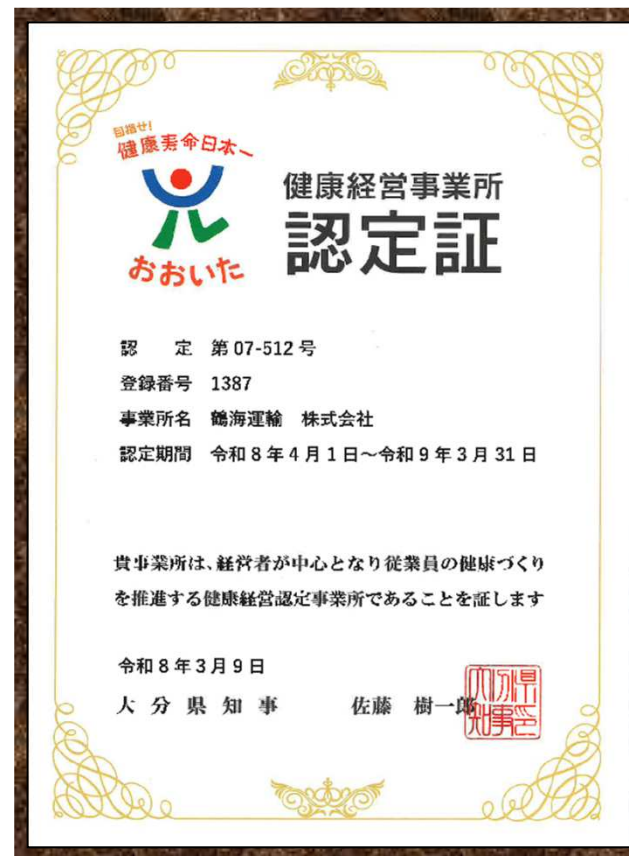 目指せ!
健康寿命日本一
おおいた
健康経営事業所
認定証
認 定 第 07-512 号
登録番号 1387
事業所名 鶴海運輸 株式会社
認定期間 令和8年4月1日～令和9年3月31日
貴事業所は、経営者が中心となり従業員の健康づくり
を推進する健康経営認定事業所であることを証します
令和8年3月9日
大分県知事 佐藤 樹一郎
大分県知事印